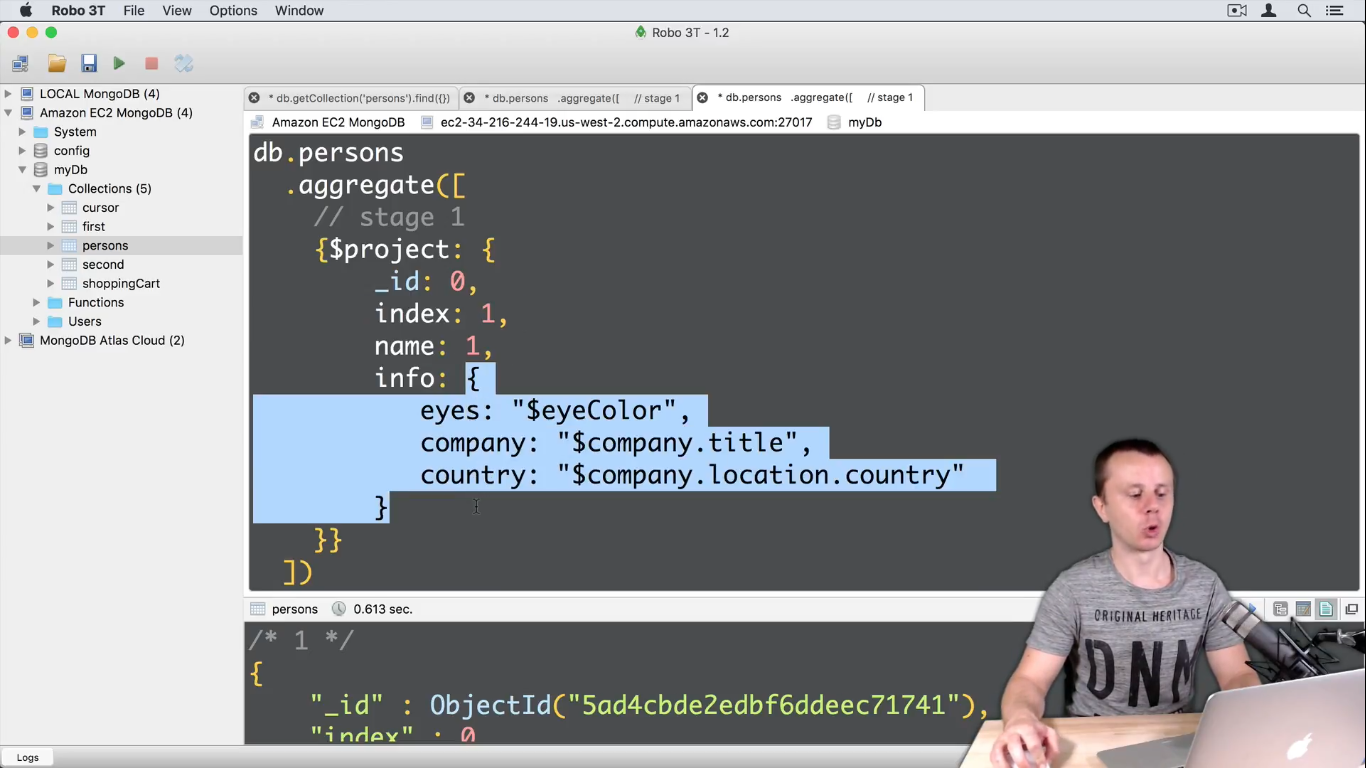 Robo 3T File View Options Window
Robo 3T - 1.2
LOCAL MongoDB (4)
Amazon EC2 MongoDB (4)
System
config
myDb
Collections (5)
cursor
first
persons
second
shoppingCart
Functions
Users
MongoDB Atlas Cloud (2)
* db.getCollection('persons').find({}) * db.persons .aggregate([ // stage 1 * db.persons .aggregate([ // stage 1
Amazon EC2 MongoDB ec2-34-216-244-19.us-west-2.compute.amazonaws.com:27017 myDb
db.persons
.aggregate([
// stage 1
{$project: {
_id: 0,
index: 1,
name: 1,
info: {
eyes: "$eyeColor",
company: "$company.title",
country: "$company.location.country"
}
}}
])
persons 0.613 sec.
/* 1 */
{
"_id" : ObjectId("5ad4cbde2edbf6ddeec71741"),
"index" : 0
Logs
ORIGINAL HERITAGE
DNM